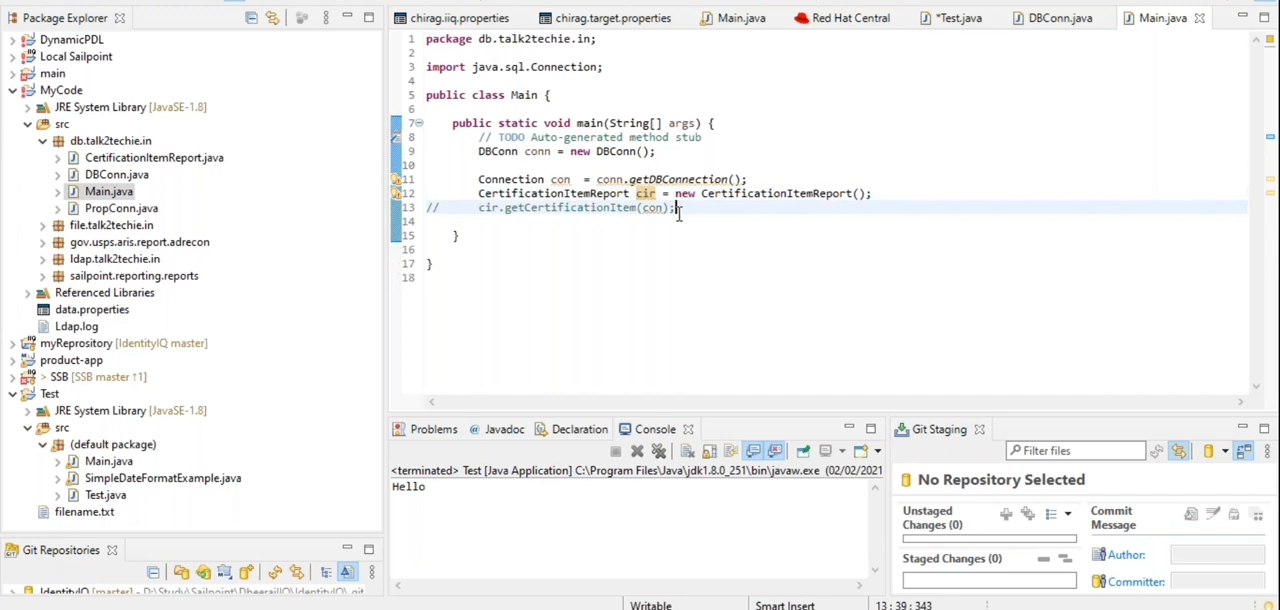 Package Explorer
DynamicPDL
Local Sailpoint
main
MyCode
JRE System Library [JavaSE-1.8]
src
db.talk2techie.in
CertificationItemReport.java
DBConn.java
Main.java
PropConn.java
file.talk2techie.in
gov.usps.aris.report.adrecon
ldap.talk2techie.in
sailpoint.reporting.reports
Referenced Libraries
data.properties
Ldap.log
myReprository [IdentityIQ master]
product-app
> SSB [SSB master ↑1]
Test
JRE System Library [JavaSE-1.8]
src
(default package)
Main.java
SimpleDateFormatExample.java
Test.java
filename.txt
Git Repositories
IdentityIQ [master] - D:\Study\Sailpoint\DheerajIIQ\IdentityIQ\.git
chirag.iiq.properties
chirag.target.properties
Main.java
Red Hat Central
*Test.java
DBConn.java
Main.java
1 package db.talk2techie.in;
2
3 import java.sql.Connection;
4
5 public class Main {
6
7 public static void main(String[] args) {
8 // TODO Auto-generated method stub
9 DBConn conn = new DBConn();
10
11 Connection con  = conn.getDBConnection();
12 CertificationItemReport cir = new CertificationItemReport();
13 // cir.getCertificationItem(con);
14
15 }
16
17 }
18
Problems
@ Javadoc
Declaration
Console
<terminated> Test [Java Application] C:\Program Files\Java\jdk1.8.0_251\bin\javaw.exe (02/02/2021
Hello
Git Staging
Filter files
No Repository Selected
Unstaged Changes (0)
Staged Changes (0)
Commit Message
Author:
Committer:
Writable
Smart Insert
13 : 39 : 343